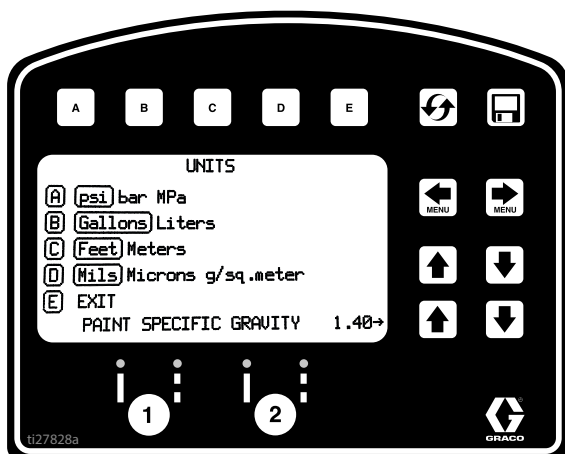 A B C D E
MENU MENU
UNITS
A psi bar MPa
B Gallons Liters
C Feet Meters
D Mils Microns g/sq.meter
E EXIT
PAINT SPECIFIC GRAVITY 1.40→
1 2
ti27828a
GRACO